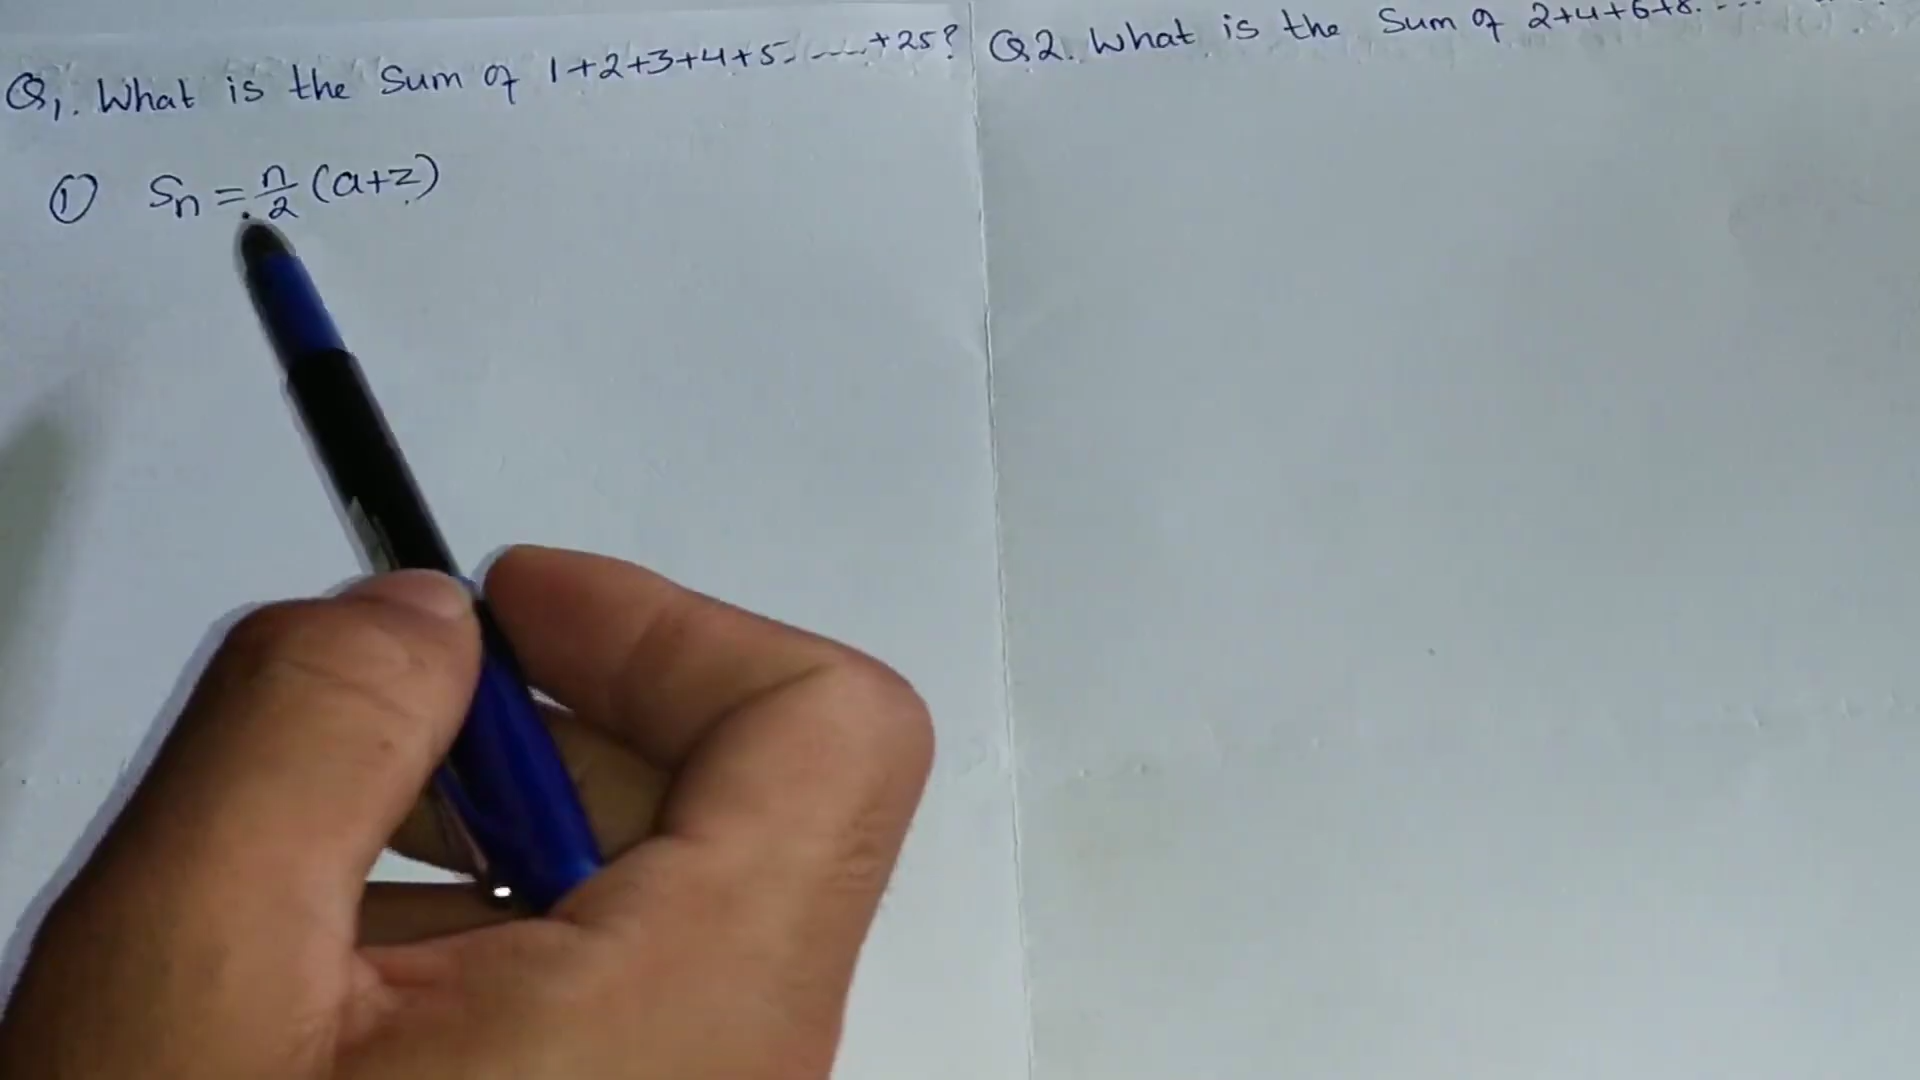 Q1. What is the Sum of 1+2+3+4+5.......+25?
Q2. What is the Sum of 2+4+6+8.....
① Sn = n/2 (a+z)